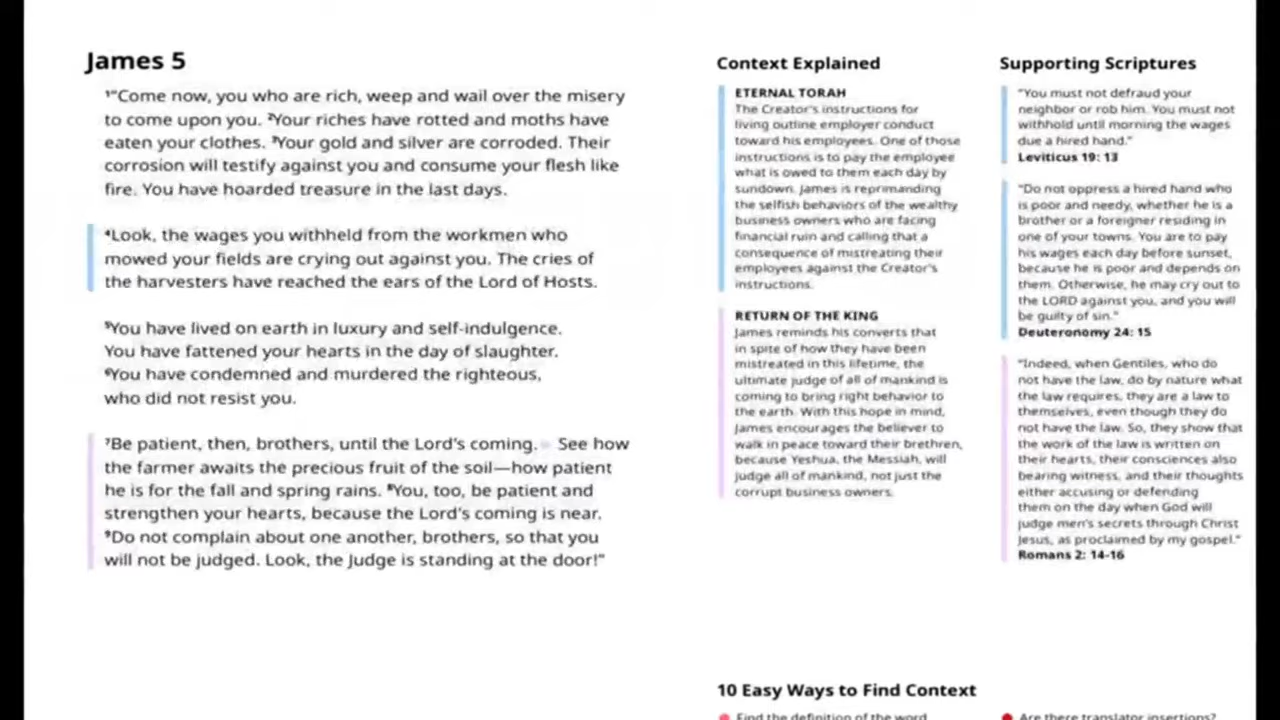 James 5
¹"Come now, you who are rich, weep and wail over the misery
to come upon you. ²Your riches have rotted and moths have
eaten your clothes. ³Your gold and silver are corroded. Their
corrosion will testify against you and consume your flesh like
fire. You have hoarded treasure in the last days.
⁴Look, the wages you withheld from the workmen who
mowed your fields are crying out against you. The cries of
the harvesters have reached the ears of the Lord of Hosts.
⁵You have lived on earth in luxury and self-indulgence.
You have fattened your hearts in the day of slaughter.
⁶You have condemned and murdered the righteous,
who did not resist you.
⁷Be patient, then, brothers, until the Lord's coming. See how
the farmer awaits the precious fruit of the soil—how patient
he is for the fall and spring rains. ⁸You, too, be patient and
strengthen your hearts, because the Lord's coming is near.
⁹Do not complain about one another, brothers, so that you
will not be judged. Look, the Judge is standing at the door!"
Context Explained
ETERNAL TORAH
The Creator's instructions for
living outline employer conduct
toward his employees. One of those
instructions is to pay the employee
what is owed to them each day by
sundown. James is reprimanding
the selfish behaviors of the wealthy
business owners who are facing
financial ruin and calling that a
consequence of mistreating their
employees against the Creator's
instructions.
RETURN OF THE KING
James reminds his converts that
in spite of how they have been
mistreated in this lifetime, the
ultimate judge of all of mankind is
coming to bring right behavior to
the earth. With this hope in mind,
James encourages the believer to
walk in peace toward their brethren,
because Yeshua, the Messiah, will
judge all of mankind, not just the
corrupt business owners.
Supporting Scriptures
"You must not defraud your
neighbor or rob him. You must not
withhold until morning the wages
due a hired hand."
Leviticus 19: 13
"Do not oppress a hired hand who
is poor and needy, whether he is a
brother or a foreigner residing in
one of your towns. You are to pay
his wages each day before sunset,
because he is poor and depends on
them. Otherwise, he may cry out to
the LORD against you, and you will
be guilty of sin."
Deuteronomy 24: 15
"Indeed, when Gentiles, who do
not have the law, do by nature what
the law requires, they are a law to
themselves, even though they do
not have the law. So, they show that
the work of the law is written on
their hearts, their consciences also
bearing witness, and their thoughts
either accusing or defending
them on the day when God will
judge men's secrets through Christ
Jesus, as proclaimed by my gospel."
Romans 2: 14-16
10 Easy Ways to Find Context
Find the definition of the word
Are there translator insertions?